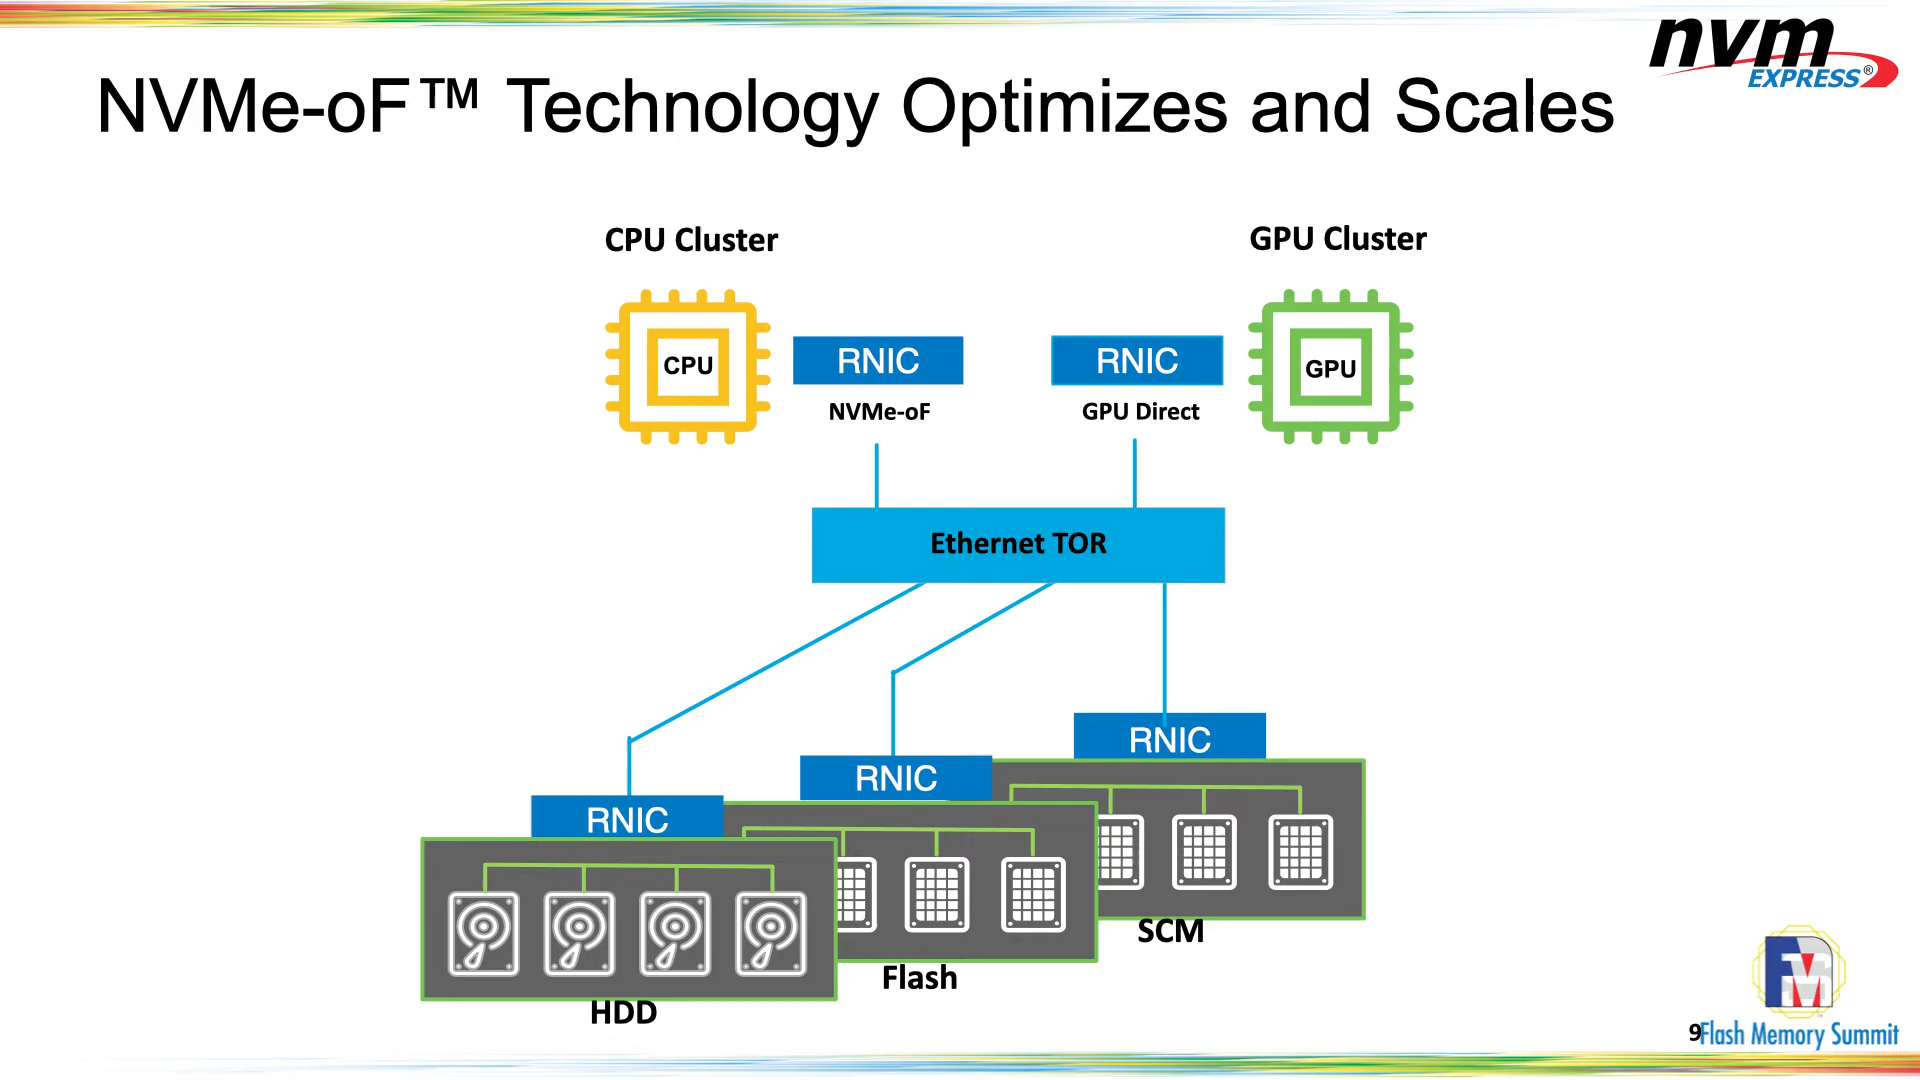 nvm
EXPRESS®
NVMe-oF™ Technology Optimizes and Scales
CPU Cluster
GPU Cluster
CPU
RNIC
RNIC
GPU
NVMe-oF
GPU Direct
Ethernet TOR
RNIC
RNIC
RNIC
SCM
Flash
HDD
9
Flash Memory Summit